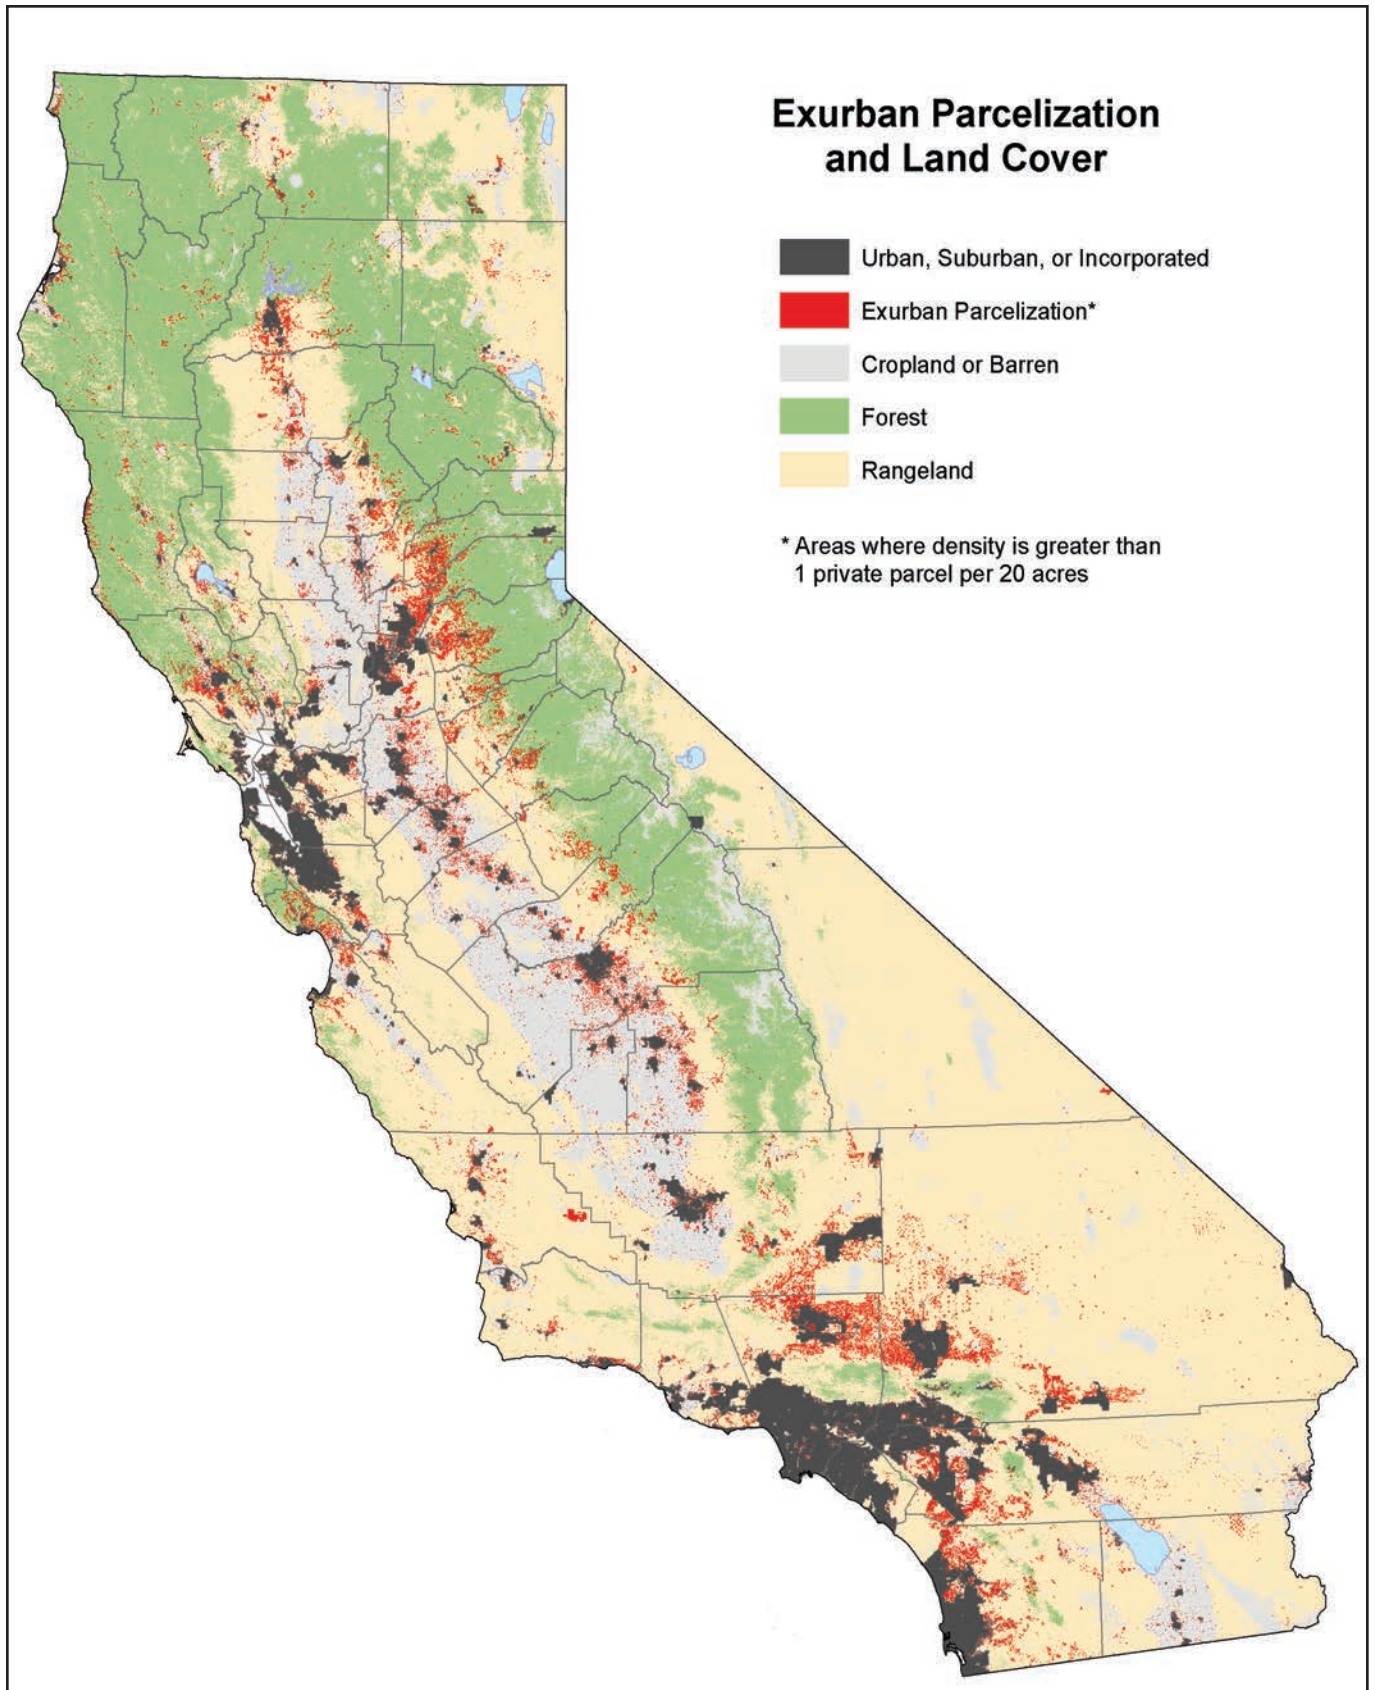 Exurban Parcelization
and Land Cover
Urban, Suburban, or Incorporated
Exurban Parcelization*
Cropland or Barren
Forest
Rangeland
* Areas where density is greater than
1 private parcel per 20 acres